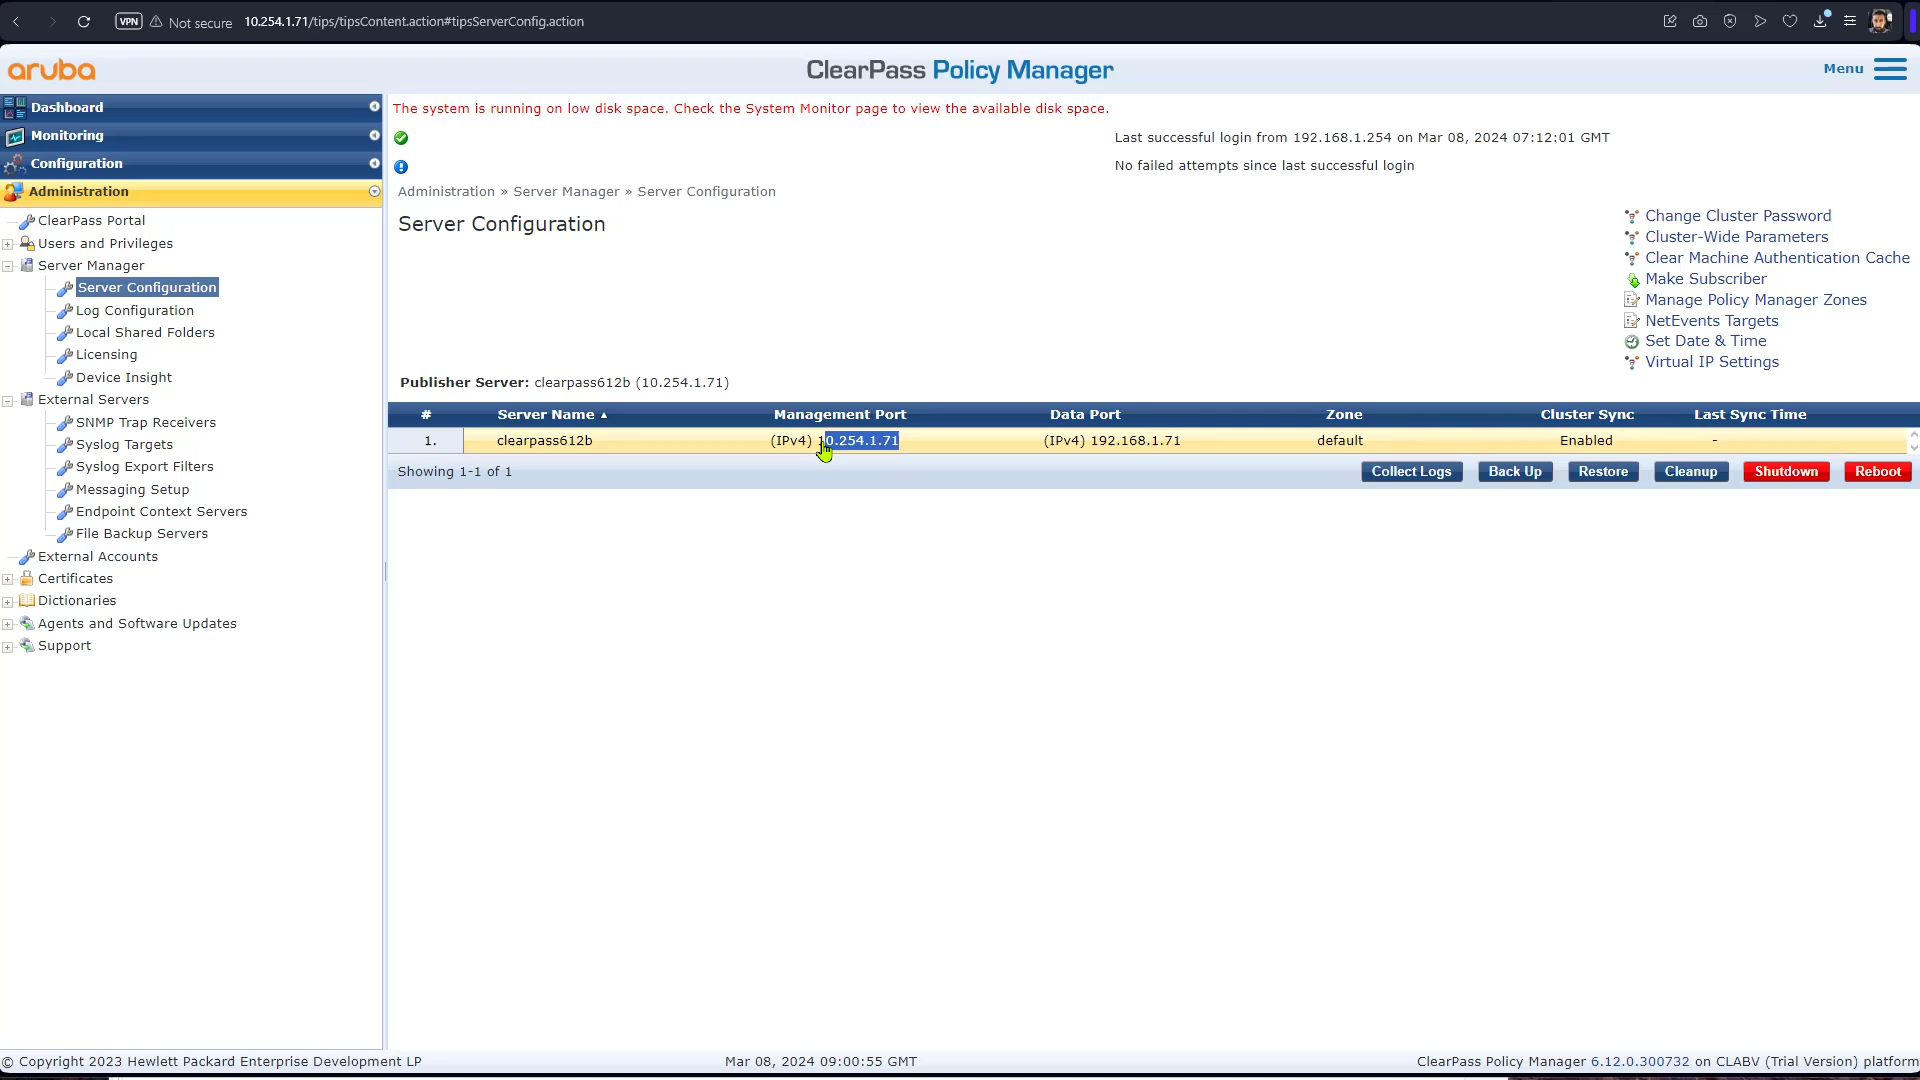 VPN Not secure 10.254.1.71/tips/tipsContent.action#tipsServerConfig.action
aruba
ClearPass Policy Manager
Menu
Dashboard
Monitoring
Configuration
Administration
ClearPass Portal
Users and Privileges
Server Manager
Server Configuration
Log Configuration
Local Shared Folders
Licensing
Device Insight
External Servers
SNMP Trap Receivers
Syslog Targets
Syslog Export Filters
Messaging Setup
Endpoint Context Servers
File Backup Servers
External Accounts
Certificates
Dictionaries
Agents and Software Updates
Support
The system is running on low disk space. Check the System Monitor page to view the available disk space.
Last successful login from 192.168.1.254 on Mar 08, 2024 07:12:01 GMT
No failed attempts since last successful login
Administration » Server Manager » Server Configuration
Server Configuration
Change Cluster Password
Cluster-Wide Parameters
Clear Machine Authentication Cache
Make Subscriber
Manage Policy Manager Zones
NetEvents Targets
Set Date & Time
Virtual IP Settings
Publisher Server: clearpass612b (10.254.1.71)
# Server Name ▲ Management Port Data Port Zone Cluster Sync Last Sync Time
1. clearpass612b (IPv4) 10.254.1.71 (IPv4) 192.168.1.71 default Enabled -
Showing 1-1 of 1 Collect Logs Back Up Restore Cleanup Shutdown Reboot
© Copyright 2023 Hewlett Packard Enterprise Development LP Mar 08, 2024 09:00:55 GMT ClearPass Policy Manager 6.12.0.300732 on CLABV (Trial Version) platform